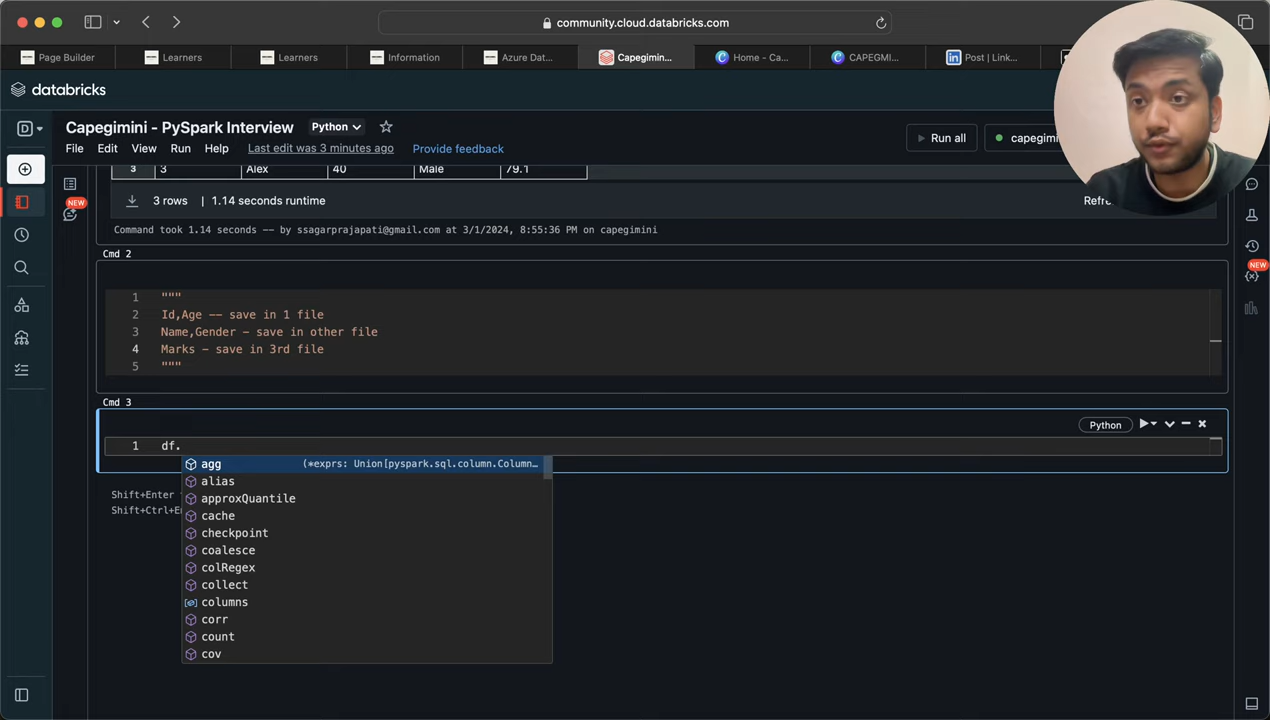 community.cloud.databricks.com
Page Builder
Learners
Learners
Information
Azure Dat...
Capegimin...
Home - Ca...
CAPEGMI...
Post | Link...
databricks
D
Capegimini - PySpark Interview
Python
File
Edit
View
Run
Help
Last edit was 3 minutes ago
Provide feedback
Run all
capegimi
NEW
3 3 Alex 40 Male 79.1
3 rows | 1.14 seconds runtime
Command took 1.14 seconds -- by ssagarprajapati@gmail.com at 3/1/2024, 8:55:36 PM on capegimini
NEW
Cmd 2
1 """
2 Id,Age -- save in 1 file
3 Name,Gender - save in other file
4 Marks - save in 3rd file
5 """
Cmd 3
Python
1 df.
agg (*exprs: Union[pyspark.sql.column.Column…
alias
approxQuantile
cache
checkpoint
coalesce
colRegex
collect
columns
corr
count
cov
Shift+Enter